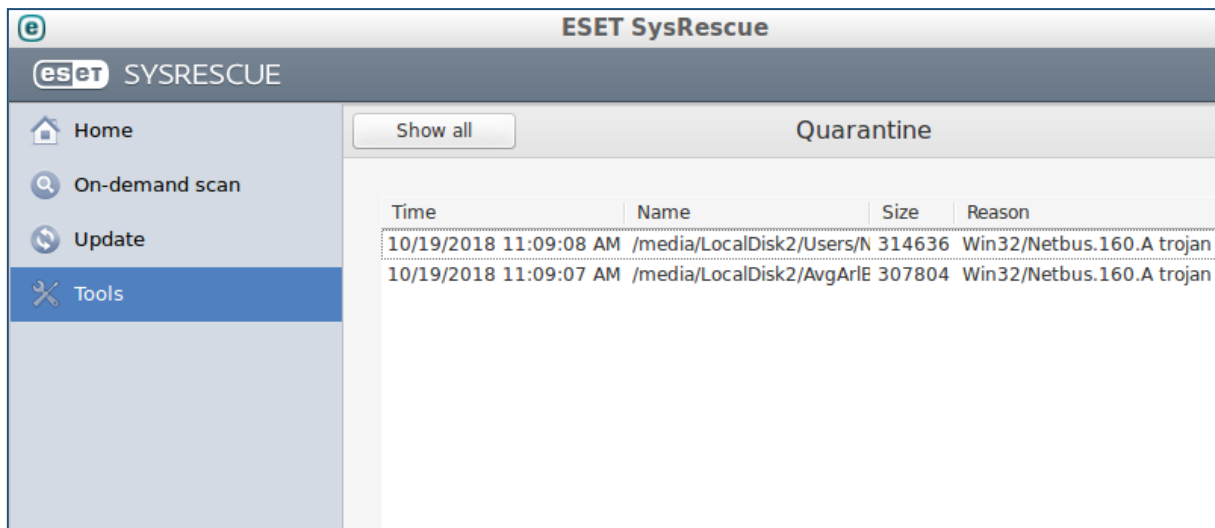 ESET SysRescue
eset SYSRESCUE
Home
On-demand scan
Update
Tools
Show all
Quarantine
Time Name Size Reason
10/19/2018 11:09:08 AM /media/LocalDisk2/Users/N 314636 Win32/Netbus.160.A trojan
10/19/2018 11:09:07 AM /media/LocalDisk2/AvgArlE 307804 Win32/Netbus.160.A trojan